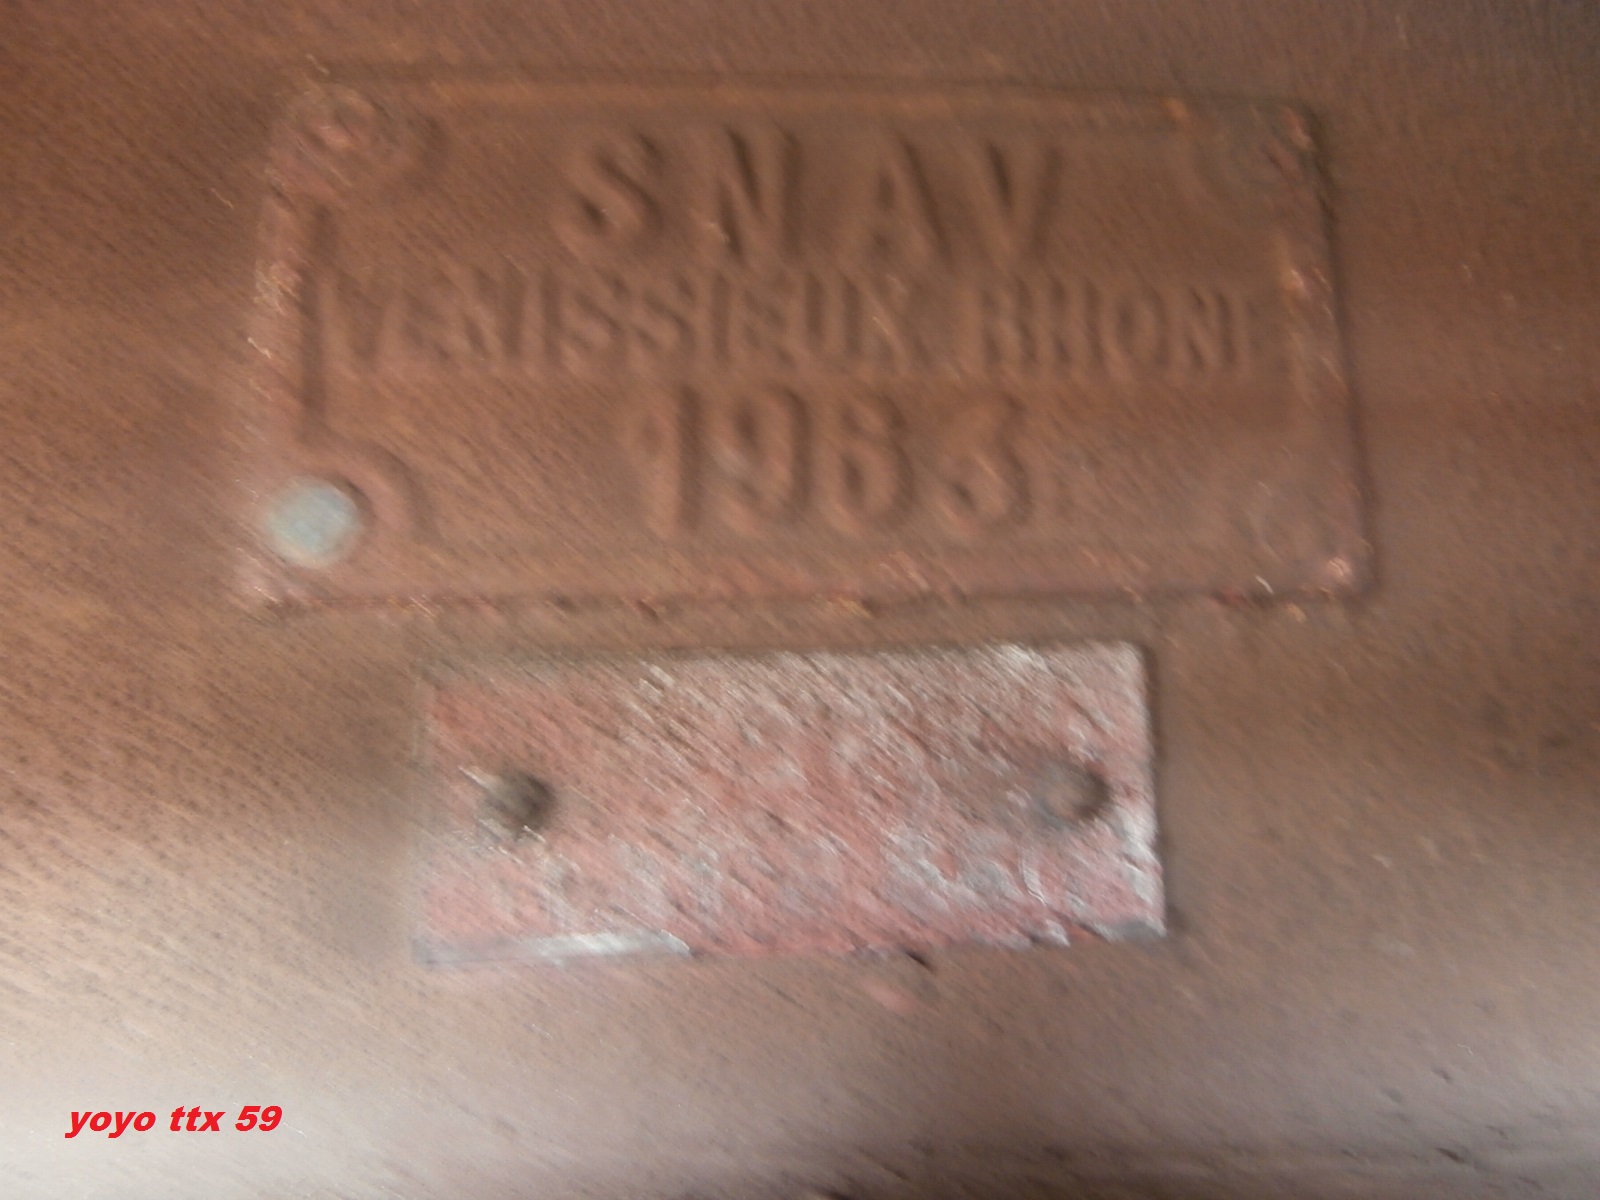 SNAV
VENISSIEUX RHONE
1963
yoyo ttx 59